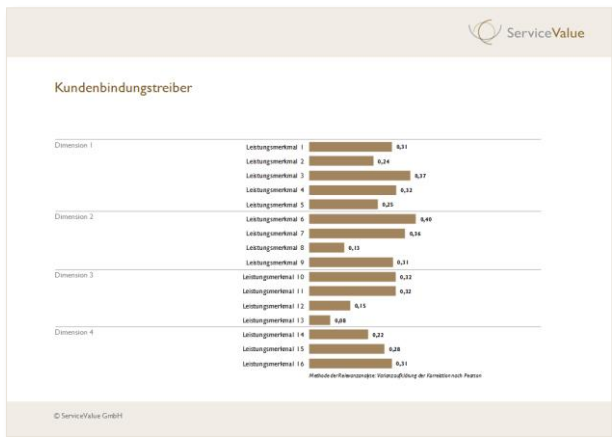 ServiceValue
Kundenbindungstreiber
Dimension 1
Leistungsmerkmal 1 0,31
Leistungsmerkmal 2 0,24
Leistungsmerkmal 3 0,37
Leistungsmerkmal 4 0,32
Leistungsmerkmal 5 0,25
Dimension 2
Leistungsmerkmal 6 0,40
Leistungsmerkmal 7 0,36
Leistungsmerkmal 8 0,13
Leistungsmerkmal 9 0,31
Dimension 3
Leistungsmerkmal 10 0,32
Leistungsmerkmal 11 0,32
Leistungsmerkmal 12 0,15
Leistungsmerkmal 13 0,08
Dimension 4
Leistungsmerkmal 14 0,22
Leistungsmerkmal 15 0,28
Leistungsmerkmal 16 0,31
Methode der Relevanzanalyse: Varianzaufklärung der Korrelation nach Pearson
© ServiceValue GmbH